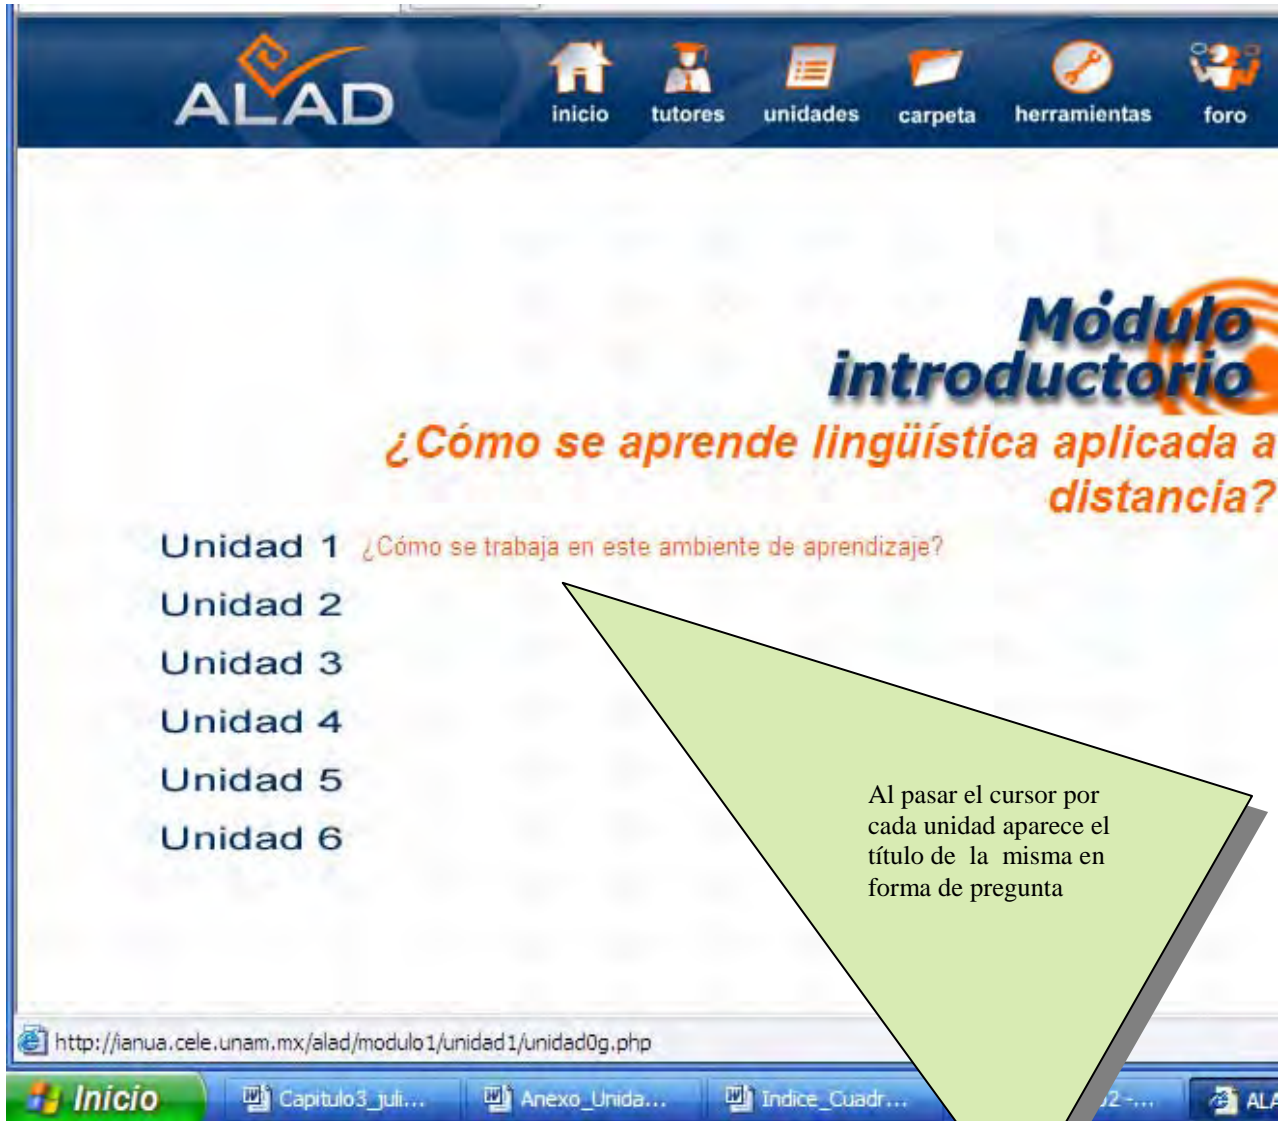 ALAD
inicio tutores unidades carpeta herramientas foro
Módulo
introductorio
¿Cómo se aprende lingüística aplicada a
distancia?
Unidad 1 ¿Cómo se trabaja en este ambiente de aprendizaje?
Unidad 2
Unidad 3
Unidad 4
Unidad 5
Unidad 6
Al pasar el cursor por
cada unidad aparece el
título de la misma en
forma de pregunta
http://ianua.cele.unam.mx/alad/modulo1/unidad1/unidad0g.php
Inicio Capitulo3_juli... Anexo_Unida... Indice_Cuadr... 2 -... ALA